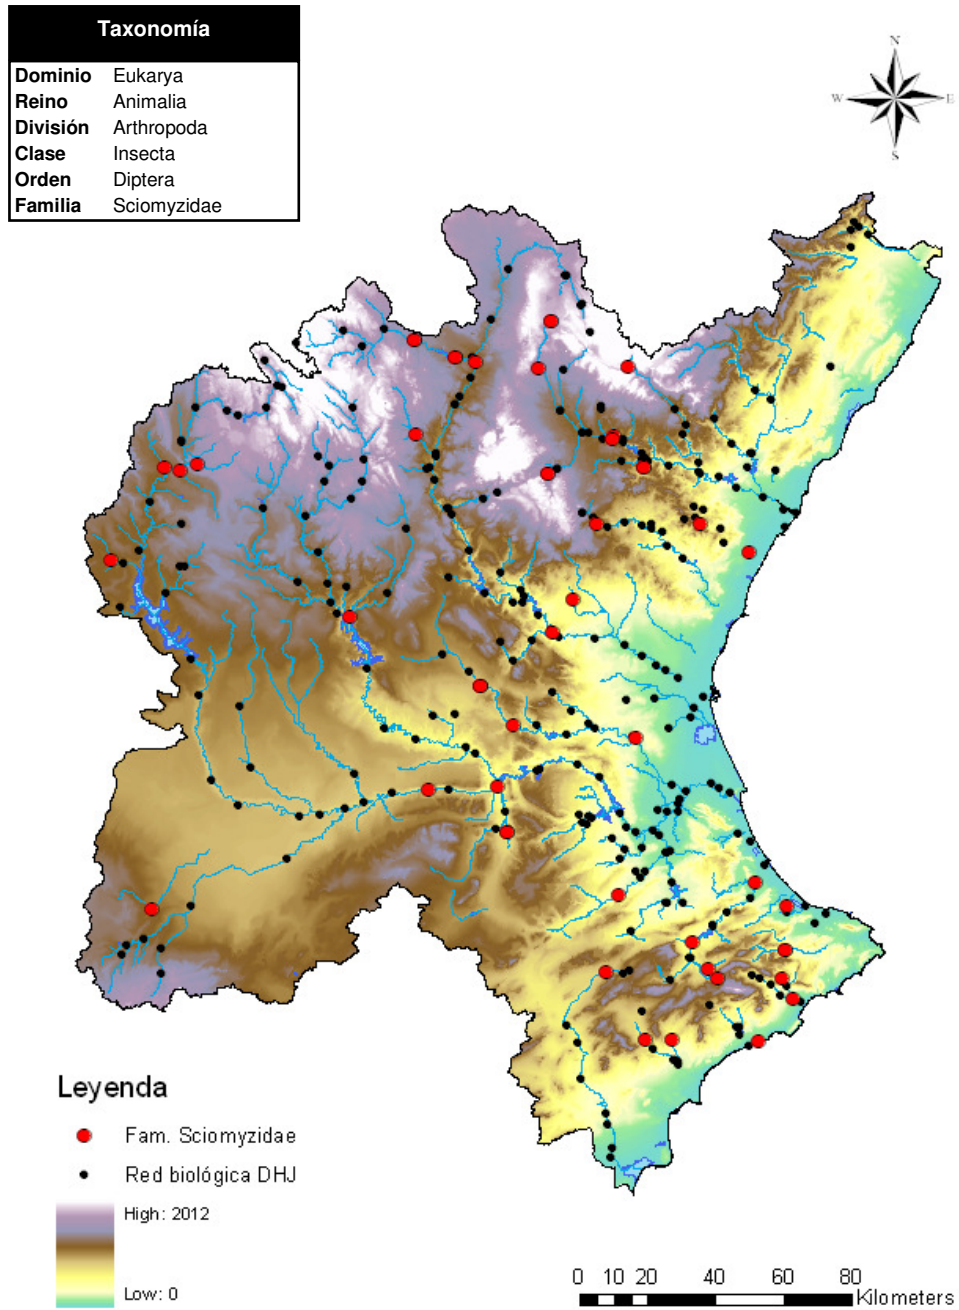 Taxonomía
Dominio Eukarya
Reino Animalia
División Arthropoda
Clase Insecta
Orden Diptera
Familia Sciomyzidae
N
W E
S
Leyenda
Fam. Sciomyzidae
Red biológica DHJ
High: 2012
Low: 0
0 10 20 40 60 80
Kilometers